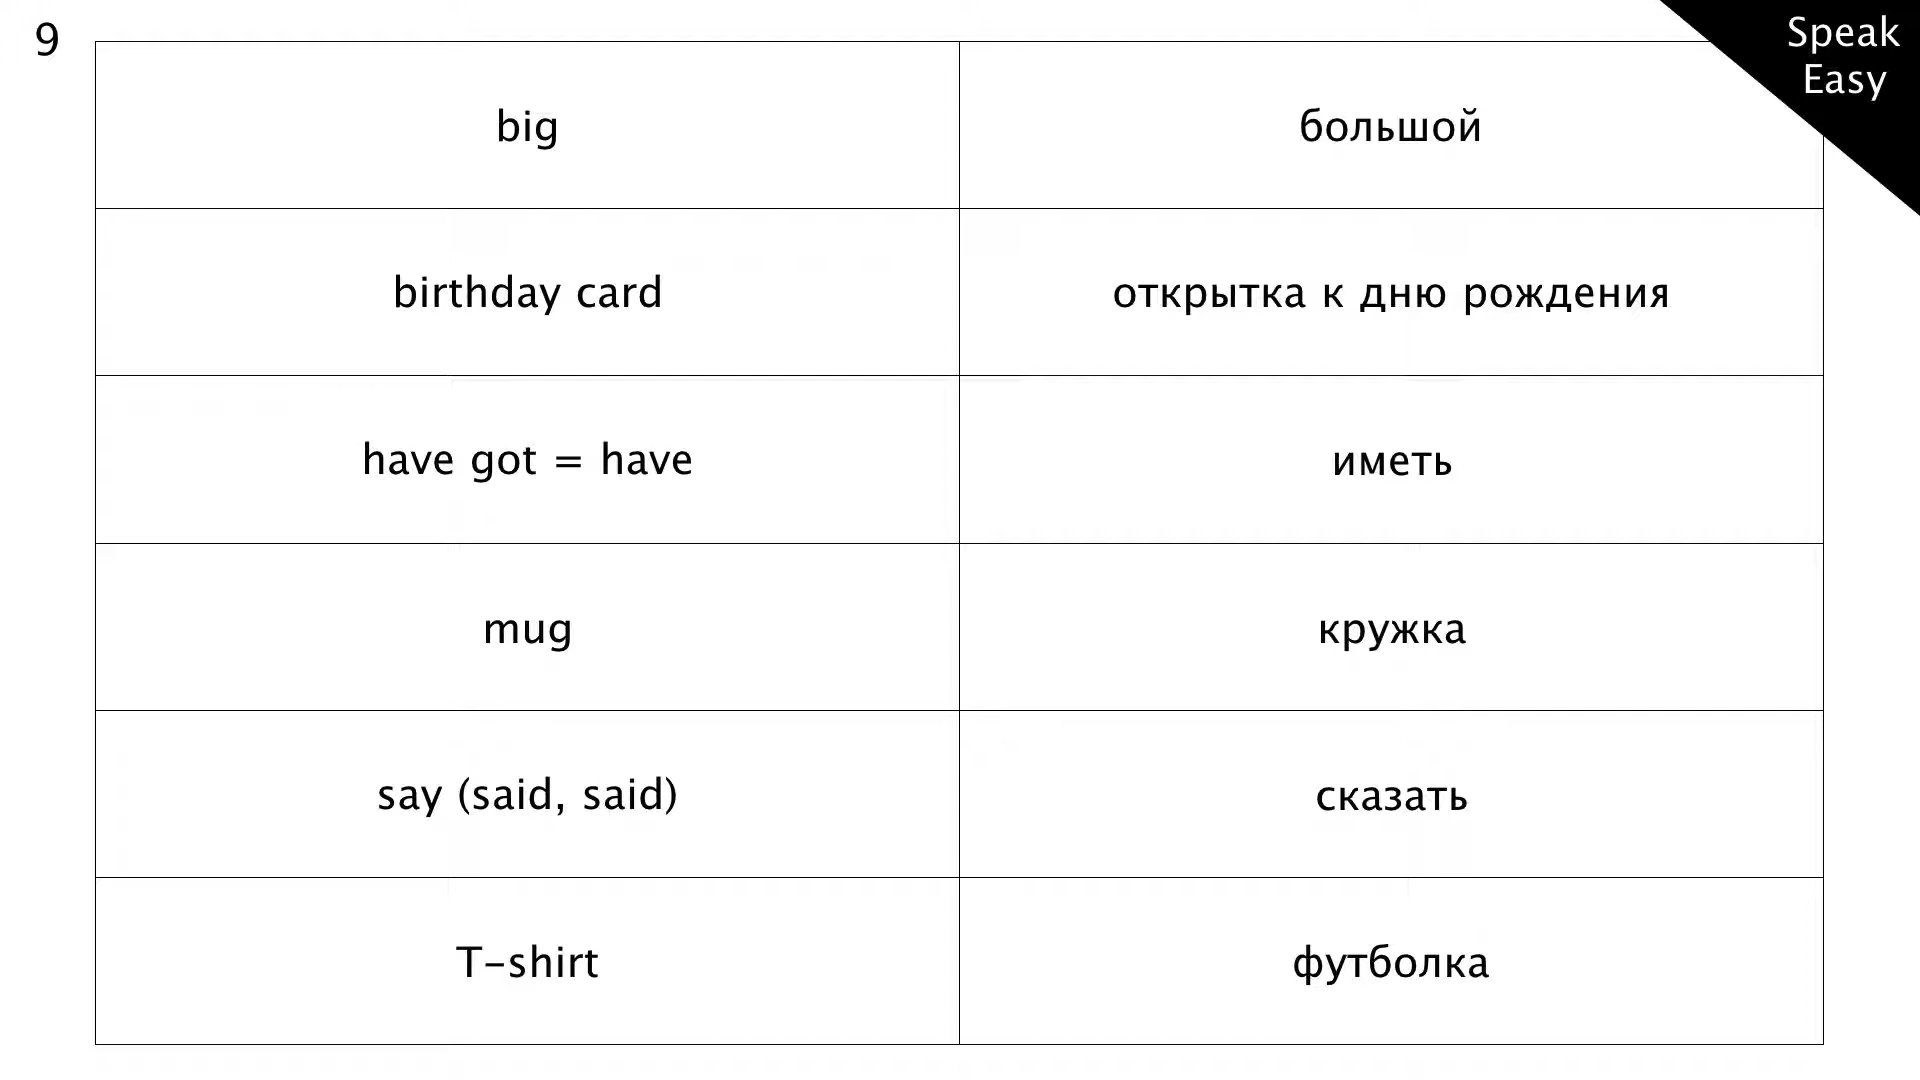 9
Speak
Easy
big
большой
birthday card
открытка к дню рождения
have got = have
иметь
mug
кружка
say (said, said)
сказать
T-shirt
футболка